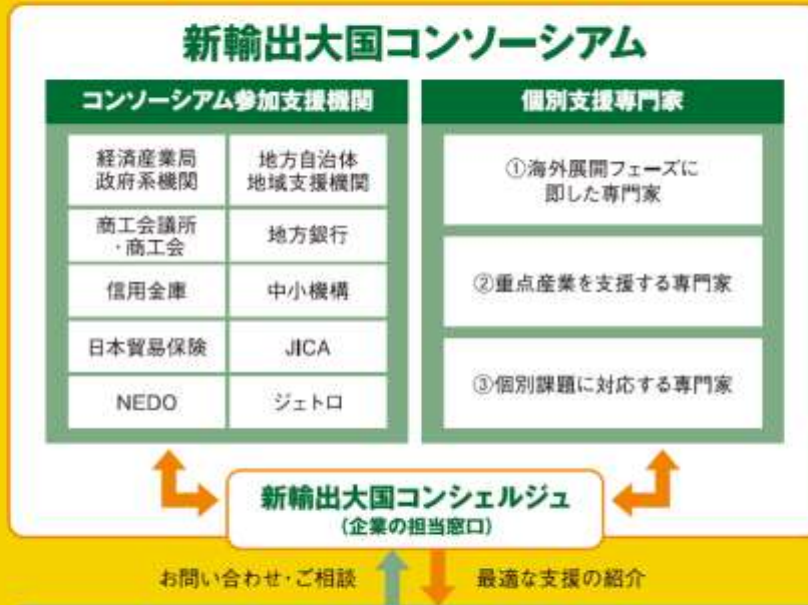 新輸出大国コンソーシアム
コンソーシアム参加支援機関
経済産業局
政府系機関
地方自治体
地域支援機関
商工会議所
・商工会
地方銀行
信用金庫
中小機構
日本貿易保険
JICA
NEDO
ジェトロ
個別支援専門家
①海外展開フェーズに
即した専門家
②重点産業を支援する専門家
③個別課題に対応する専門家
新輸出大国コンシェルジュ
(企業の担当窓口)
お問い合わせ・ご相談
最適な支援の紹介